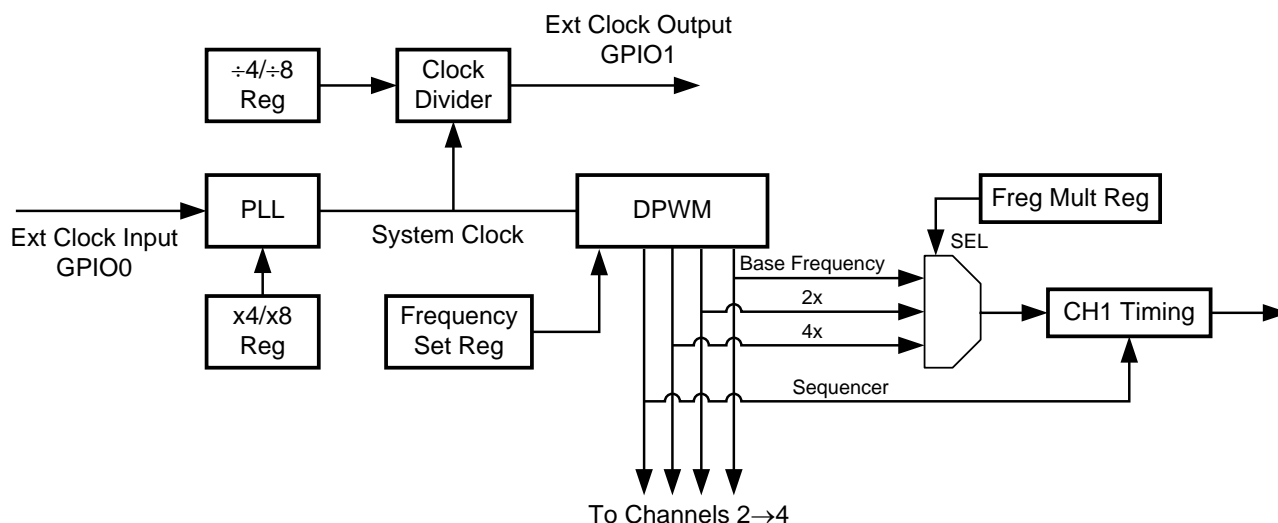 Ext Clock Output
GPIO1
÷4/÷8
Reg
Clock
Divider
Ext Clock Input
GPIO0
PLL
System Clock
DPWM
Freg Mult Reg
SEL
x4/x8
Reg
Frequency
Set Reg
Base Frequency
2x
4x
CH1 Timing
Sequencer
To Channels 2→4